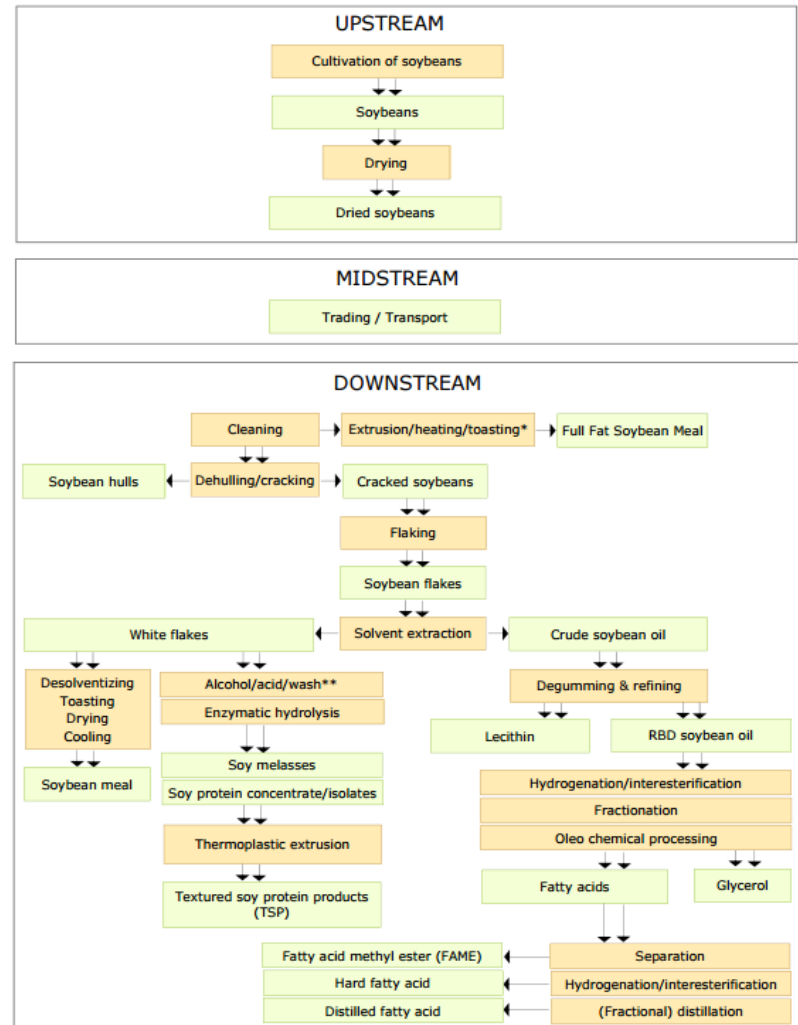 UPSTREAM
Cultivation of soybeans
Soybeans
Drying
Dried soybeans
MIDSTREAM
Trading / Transport
DOWNSTREAM
Cleaning
Extrusion/heating/toasting*
Full Fat Soybean Meal
Soybean hulls
Dehulling/cracking
Cracked soybeans
Flaking
Soybean flakes
White flakes
Solvent extraction
Crude soybean oil
Desolventizing
Toasting
Drying
Cooling
Alcohol/acid/wash**
Enzymatic hydrolysis
Degumming & refining
Lecithin
RBD soybean oil
Soybean meal
Soy melasses
Soy protein concentrate/isolates
Hydrogenation/interesterification
Fractionation
Oleo chemical processing
Thermoplastic extrusion
Textured soy protein products
(TSP)
Fatty acids
Glycerol
Fatty acid methyl ester (FAME)
Separation
Hard fatty acid
Hydrogenation/interesterification
Distilled fatty acid
(Fractional) distillation